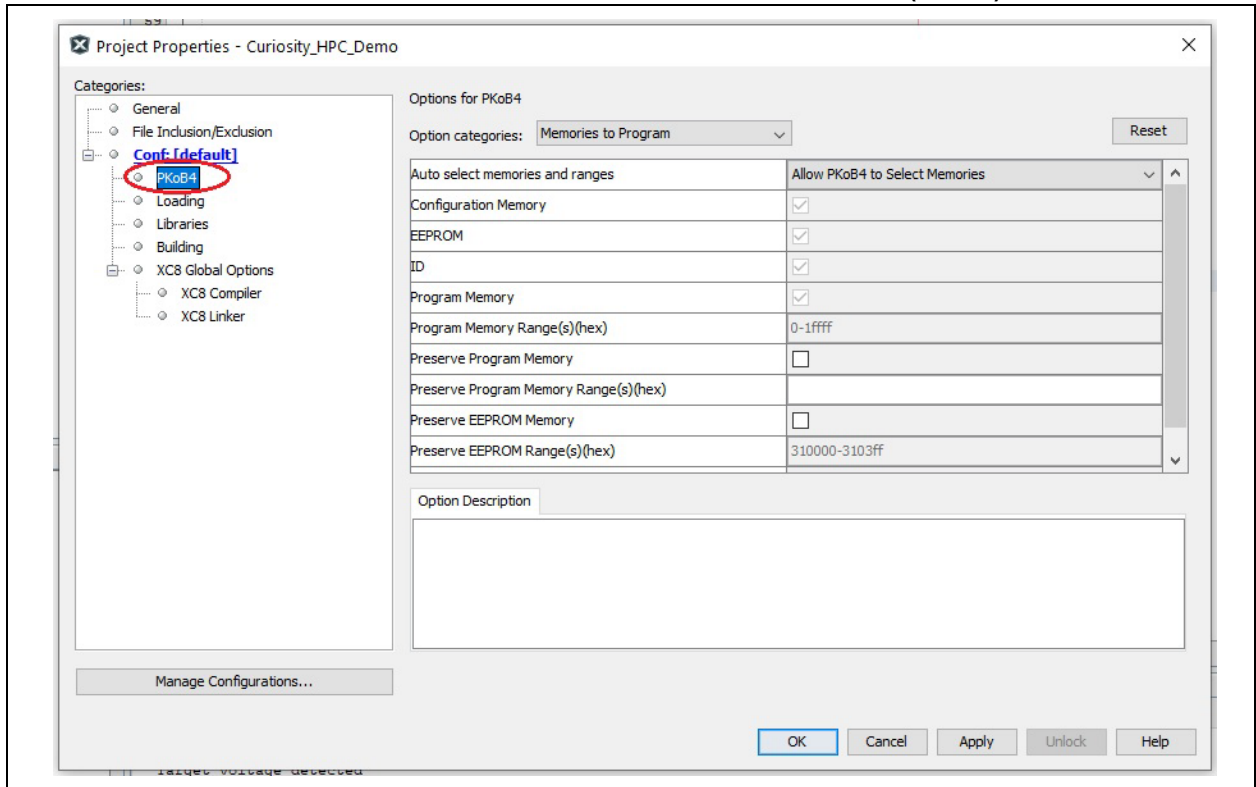 Project Properties - Curiosity_HPC_Demo
Categories:
General
File Inclusion/Exclusion
Conf: [default]
PKoB4
Loading
Libraries
Building
XC8 Global Options
XC8 Compiler
XC8 Linker
Manage Configurations...
Options for PKoB4
Option categories: Memories to Program Reset
Auto select memories and ranges Allow PKoB4 to Select Memories
Configuration Memory
EEPROM
ID
Program Memory
Program Memory Range(s)(hex) 0-1ffff
Preserve Program Memory
Preserve Program Memory Range(s)(hex)
Preserve EEPROM Memory
Preserve EEPROM Range(s)(hex) 310000-3103ff
Option Description
OK Cancel Apply Unlock Help